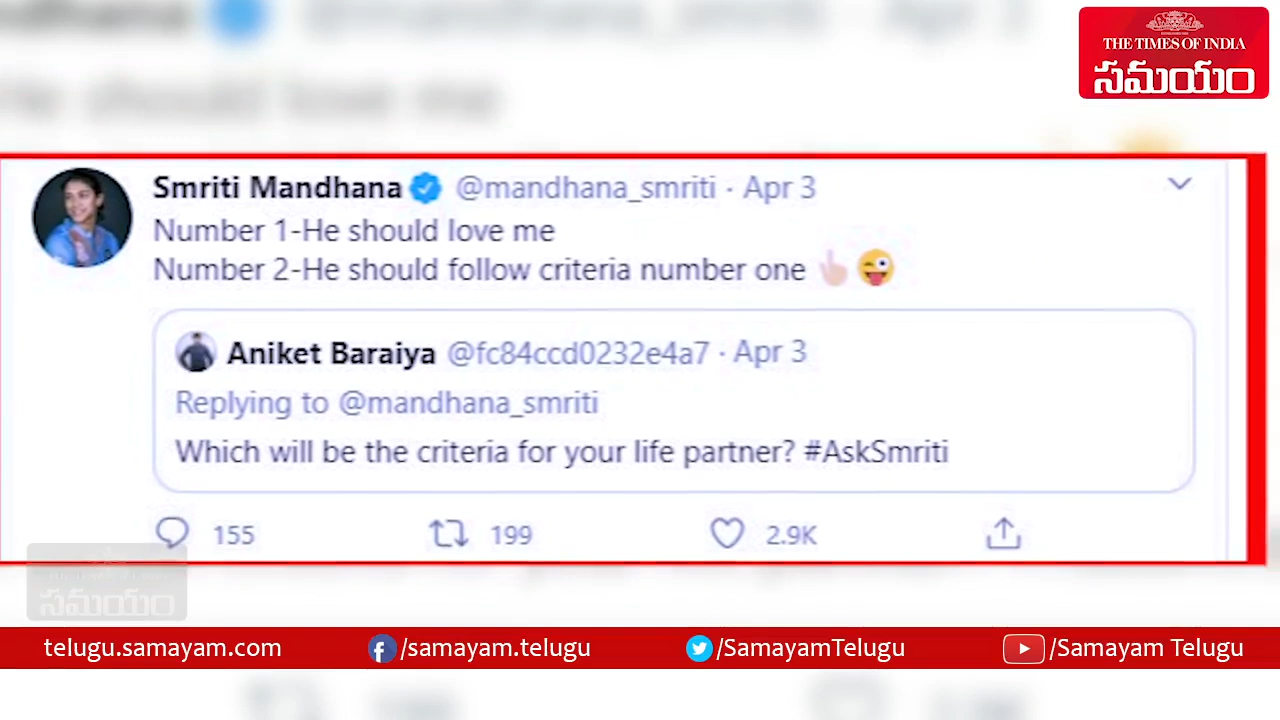 THE TIMES OF INDIA
సమయం
Smriti Mandhana @mandhana_smriti · Apr 3
Number 1-He should love me
Number 2-He should follow criteria number one 👆🏻😜
Aniket Baraiya @fc84ccd0232e4a7 · Apr 3
Replying to @mandhana_smriti
Which will be the criteria for your life partner? #AskSmriti
155 199 2.9K
సమయం
telugu.samayam.com /samayam.telugu /SamayamTelugu /Samayam Telugu